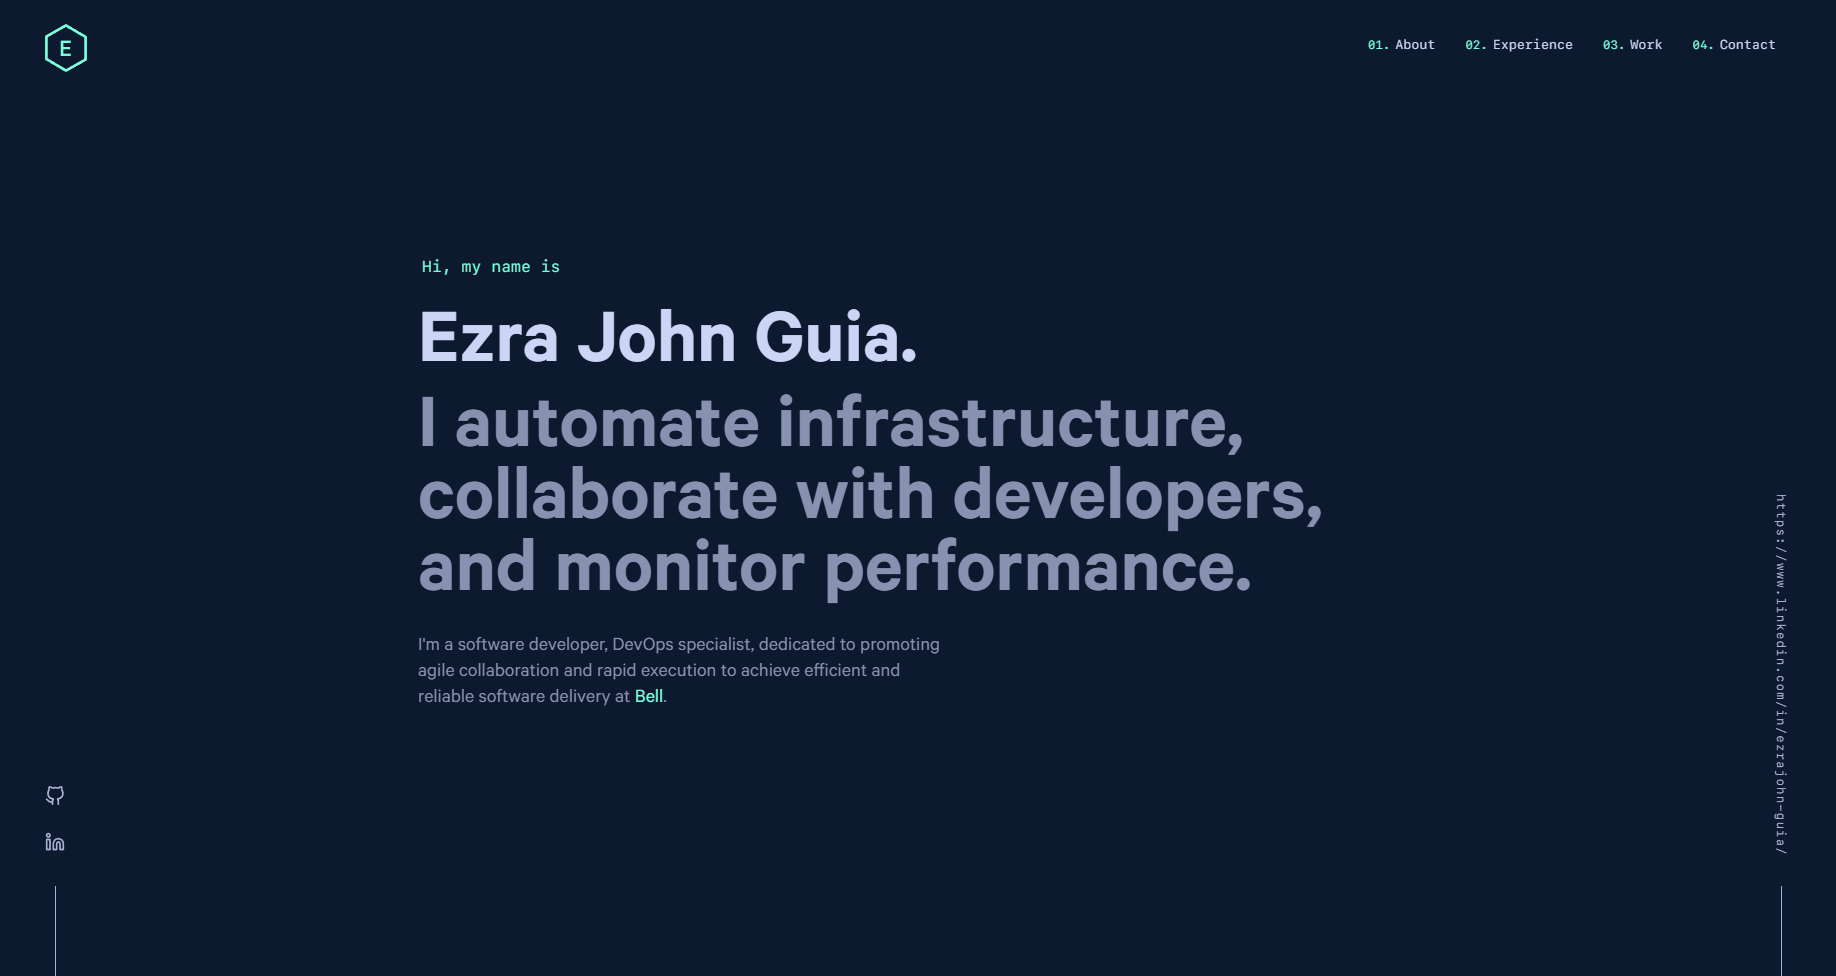 E
01. About 02. Experience 03. Work 04. Contact
Hi, my name is
Ezra John Guia.
I automate infrastructure,
collaborate with developers,
and monitor performance.
I'm a software developer, DevOps specialist, dedicated to promoting
agile collaboration and rapid execution to achieve efficient and
reliable software delivery at Bell.
in
https://www.linkedin.com/in/ezrajohn-guia/